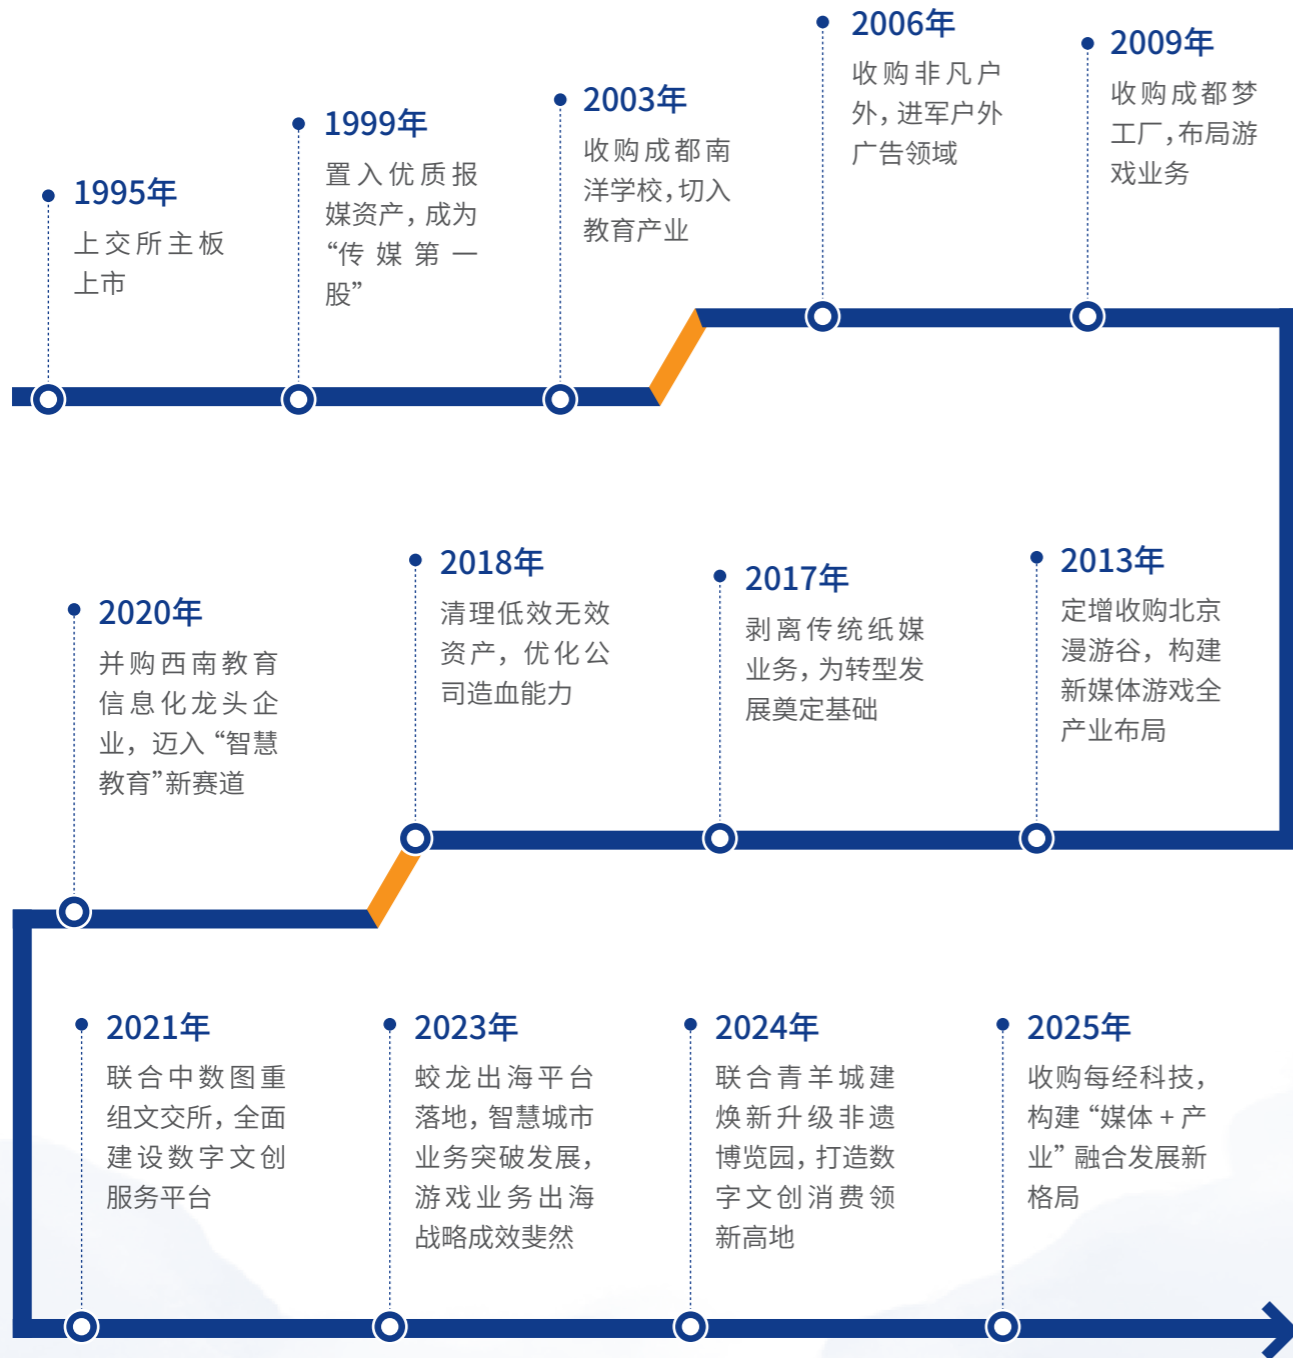 1995年
上交所主板
上市
1999年
置入优质报
媒资产，成为
“传媒第一
股”
2003年
收购成都南
洋学校，切入
教育产业
2006年
收购非凡户
外，进军户外
广告领域
2009年
收购成都梦
工厂，布局游
戏业务
2013年
定增收购北京
漫游谷，构建
新媒体游戏全
产业布局
2017年
剥离传统纸媒
业务，为转型发
展奠定基础
2018年
清理低效无效
资产，优化公
司造血能力
2020年
并购西南教育
信息化龙头企
业，迈入“智慧
教育”新赛道
2021年
联合中数图重
组文交所，全面
建设数字文创
服务平台
2023年
蛟龙出海平台
落地，智慧城市
业务突破发展，
游戏业务出海
战略成效斐然
2024年
联合青羊城建
焕新升级非遗
博览园，打造数
字文创消费领
新高地
2025年
收购每经科技，
构建“媒体+产
业”融合发展新
格局